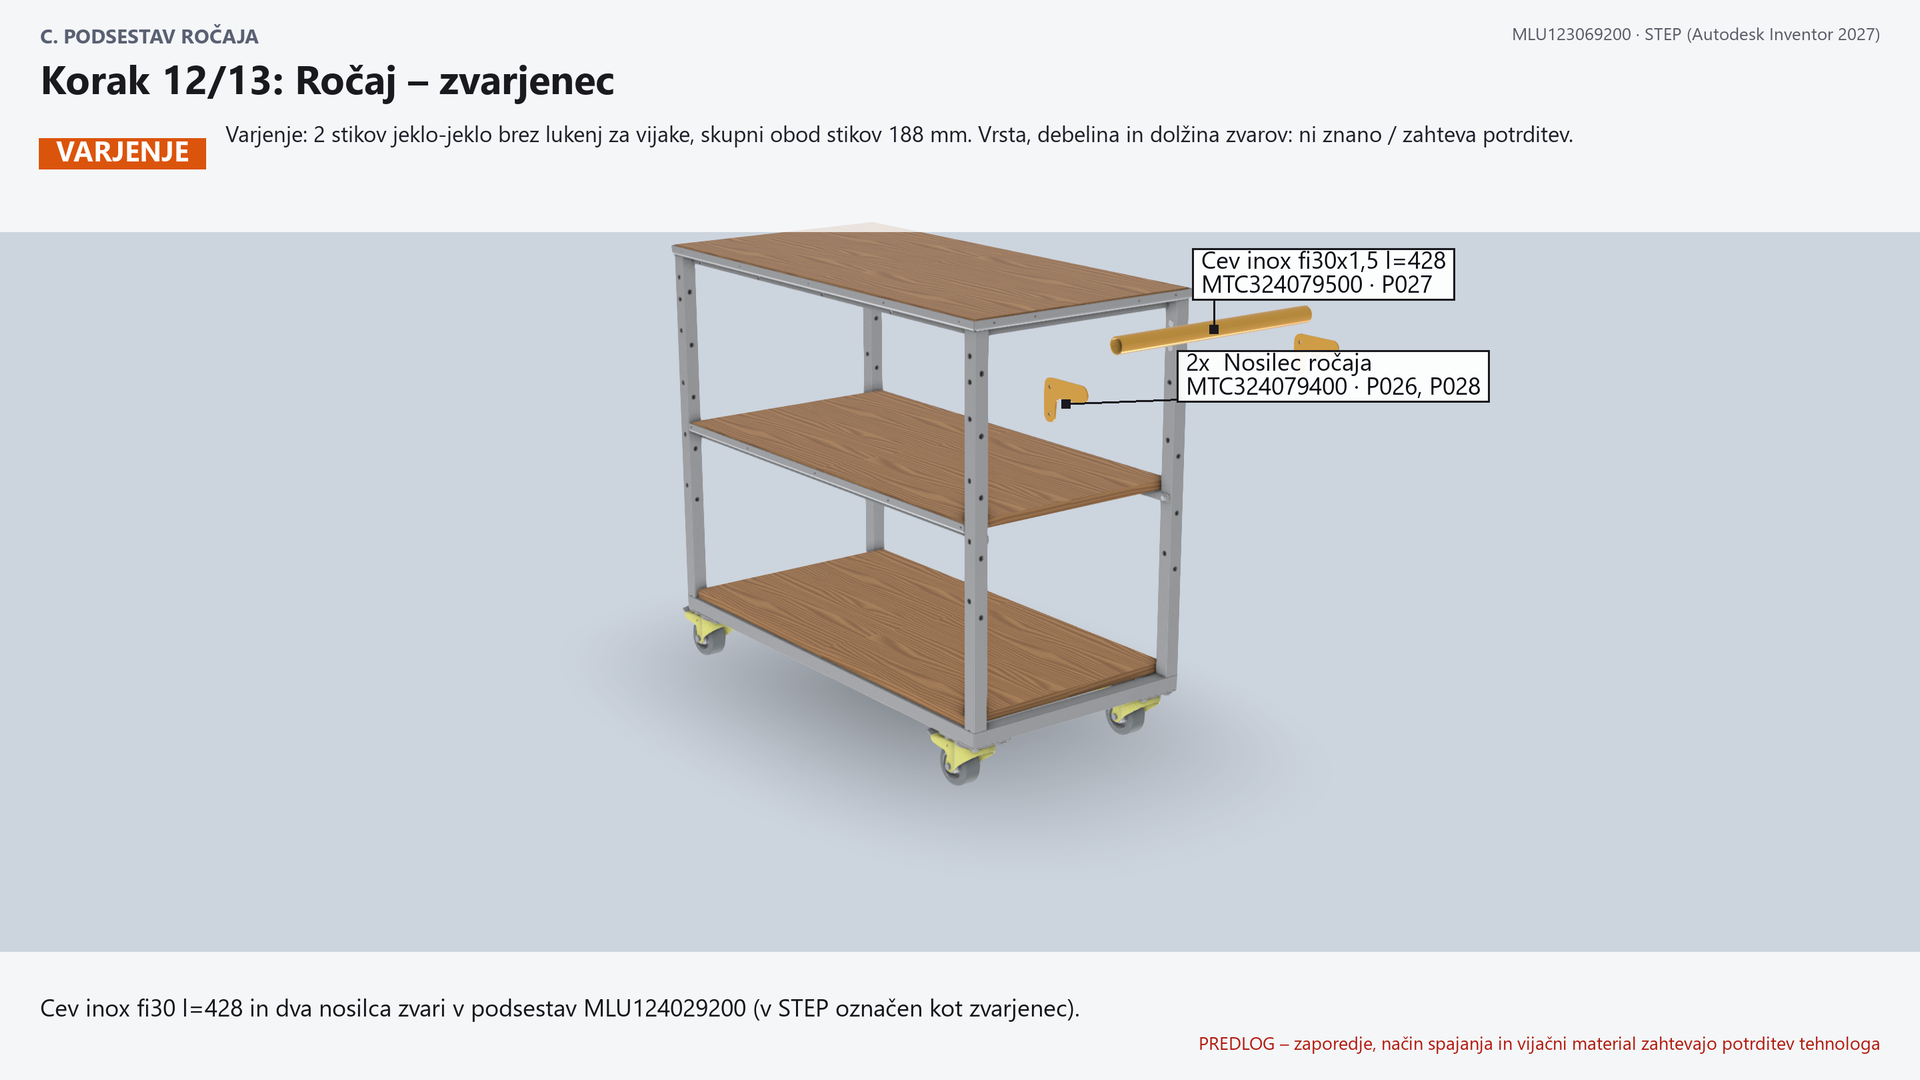 C. PODSESTAV ROČAJA
MLU123069200 · STEP (Autodesk Inventor 2027)
Korak 12/13: Ročaj – zvarjenec
VARJENJE
Varjenje: 2 stikov jeklo-jeklo brez lukenj za vijake, skupni obod stikov 188 mm. Vrsta, debelina in dolžina zvarov: ni znano / zahteva potrditev.
Cev inox fi30x1,5 l=428
MTC324079500 · P027
2x  Nosilec ročaja
MTC324079400 · P026, P028
Cev inox fi30 l=428 in dva nosilca zvari v podsestav MLU124029200 (v STEP označen kot zvarjenec).
PREDLOG – zaporedje, način spajanja in vijačni material zahtevajo potrditev tehnologa